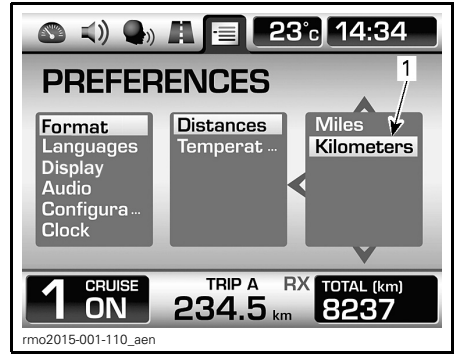 23°c 14:34
PREFERENCES
1
Format
Languages
Display
Audio
Configura ...
Clock
Distances
Temperat ...
Miles
Kilometers
1 CRUISE ON
TRIP A RX
234.5 km
TOTAL (km)
8237
rmo2015-001-110_aen